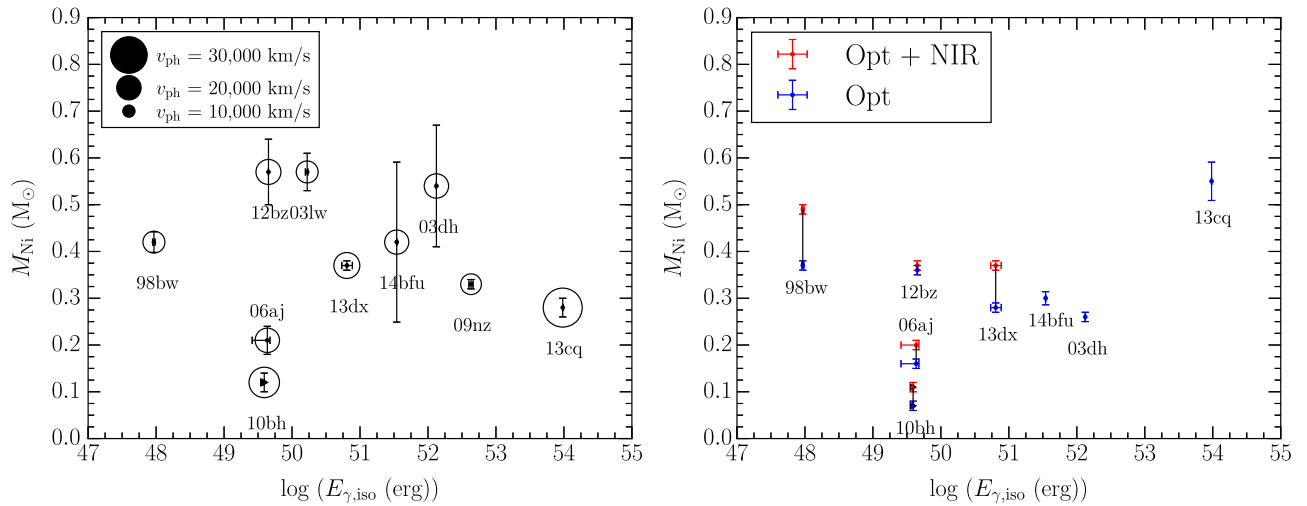 0.9
0.8
0.7
0.6
0.5
0.4
0.3
0.2
0.1
0.0
M_Ni (M_⊙)
v_ph = 30,000 km/s
v_ph = 20,000 km/s
v_ph = 10,000 km/s
12bz 03lw
03dh
98bw
14bfu
13dx
06aj
09nz
13cq
10bh
47 48 49 50 51 52 53 54 55
log (E_γ,iso (erg))
0.9
0.8
0.7
0.6
0.5
0.4
0.3
0.2
0.1
0.0
M_Ni (M_⊙)
Opt + NIR
Opt
13cq
98bw
12bz
06aj
13dx
14bfu
03dh
10bh
47 48 49 50 51 52 53 54 55
log (E_γ,iso (erg))